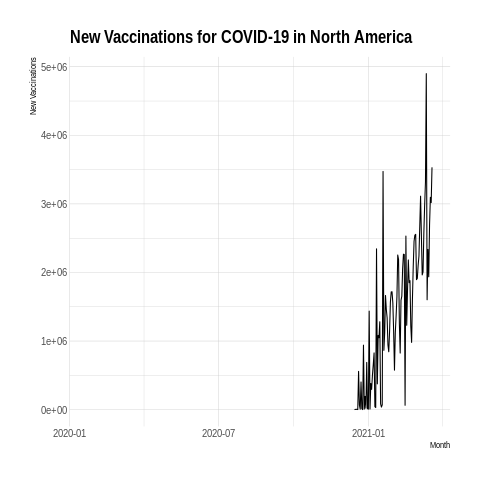 New Vaccinations for COVID-19 in North America
New Vaccinations
5e+06
4e+06
3e+06
2e+06
1e+06
0e+00
2020-01 2020-07 2021-01
Month